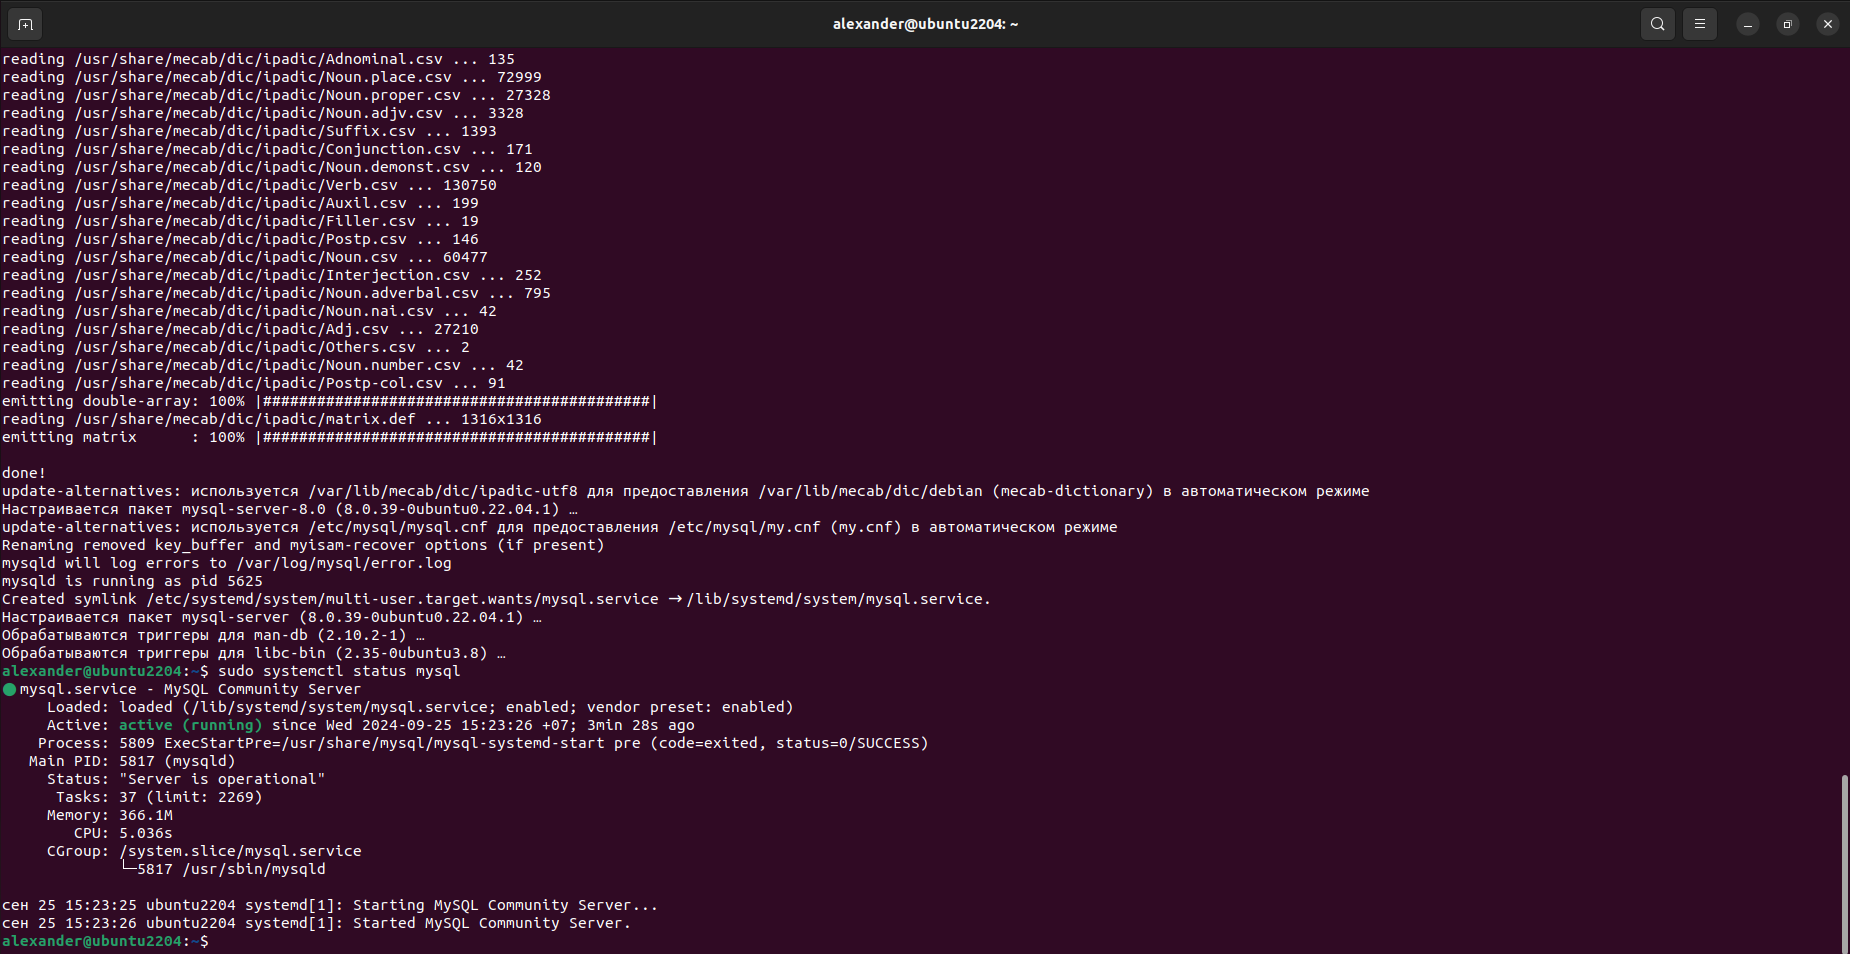 alexander@ubuntu2204: ~
reading /usr/share/mecab/dic/ipadic/Adnominal.csv ... 135
reading /usr/share/mecab/dic/ipadic/Noun.place.csv ... 72999
reading /usr/share/mecab/dic/ipadic/Noun.proper.csv ... 27328
reading /usr/share/mecab/dic/ipadic/Noun.adjv.csv ... 3328
reading /usr/share/mecab/dic/ipadic/Suffix.csv ... 1393
reading /usr/share/mecab/dic/ipadic/Conjunction.csv ... 171
reading /usr/share/mecab/dic/ipadic/Noun.demonst.csv ... 120
reading /usr/share/mecab/dic/ipadic/Verb.csv ... 130750
reading /usr/share/mecab/dic/ipadic/Auxil.csv ... 199
reading /usr/share/mecab/dic/ipadic/Filler.csv ... 19
reading /usr/share/mecab/dic/ipadic/Postp.csv ... 146
reading /usr/share/mecab/dic/ipadic/Noun.csv ... 60477
reading /usr/share/mecab/dic/ipadic/Interjection.csv ... 252
reading /usr/share/mecab/dic/ipadic/Noun.adverbal.csv ... 795
reading /usr/share/mecab/dic/ipadic/Noun.nai.csv ... 42
reading /usr/share/mecab/dic/ipadic/Adj.csv ... 27210
reading /usr/share/mecab/dic/ipadic/Others.csv ... 2
reading /usr/share/mecab/dic/ipadic/Noun.number.csv ... 42
reading /usr/share/mecab/dic/ipadic/Postp-col.csv ... 91
emitting double-array: 100% |###########################################|
reading /usr/share/mecab/dic/ipadic/matrix.def ... 1316x1316
emitting matrix      : 100% |###########################################|
done!
update-alternatives: используется /var/lib/mecab/dic/ipadic-utf8 для предоставления /var/lib/mecab/dic/debian (mecab-dictionary) в автоматическом режиме
Настраивается пакет mysql-server-8.0 (8.0.39-0ubuntu0.22.04.1) …
update-alternatives: используется /etc/mysql/mysql.cnf для предоставления /etc/mysql/my.cnf (my.cnf) в автоматическом режиме
Renaming removed key_buffer and myisam-recover options (if present)
mysqld will log errors to /var/log/mysql/error.log
mysqld is running as pid 5625
Created symlink /etc/systemd/system/multi-user.target.wants/mysql.service → /lib/systemd/system/mysql.service.
Настраивается пакет mysql-server (8.0.39-0ubuntu0.22.04.1) …
Обрабатываются триггеры для man-db (2.10.2-1) …
Обрабатываются триггеры для libc-bin (2.35-0ubuntu3.8) …
alexander@ubuntu2204:~$ sudo systemctl status mysql
● mysql.service - MySQL Community Server
     Loaded: loaded (/lib/systemd/system/mysql.service; enabled; vendor preset: enabled)
     Active: active (running) since Wed 2024-09-25 15:23:26 +07; 3min 28s ago
    Process: 5809 ExecStartPre=/usr/share/mysql/mysql-systemd-start pre (code=exited, status=0/SUCCESS)
   Main PID: 5817 (mysqld)
     Status: "Server is operational"
      Tasks: 37 (limit: 2269)
     Memory: 366.1M
        CPU: 5.036s
     CGroup: /system.slice/mysql.service
             └─5817 /usr/sbin/mysqld
сен 25 15:23:25 ubuntu2204 systemd[1]: Starting MySQL Community Server...
сен 25 15:23:26 ubuntu2204 systemd[1]: Started MySQL Community Server.
alexander@ubuntu2204:~$